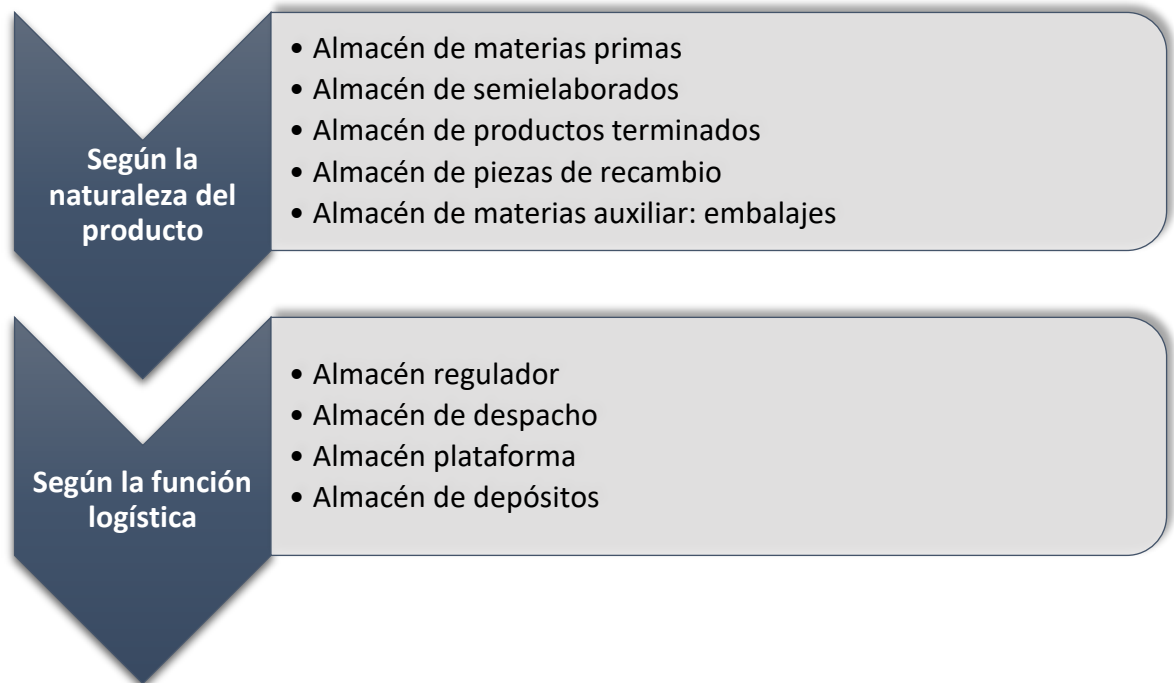 Según la
naturaleza del
producto
• Almacén de materias primas
• Almacén de semielaborados
• Almacén de productos terminados
• Almacén de piezas de recambio
• Almacén de materias auxiliar: embalajes
Según la función
logística
• Almacén regulador
• Almacén de despacho
• Almacén plataforma
• Almacén de depósitos